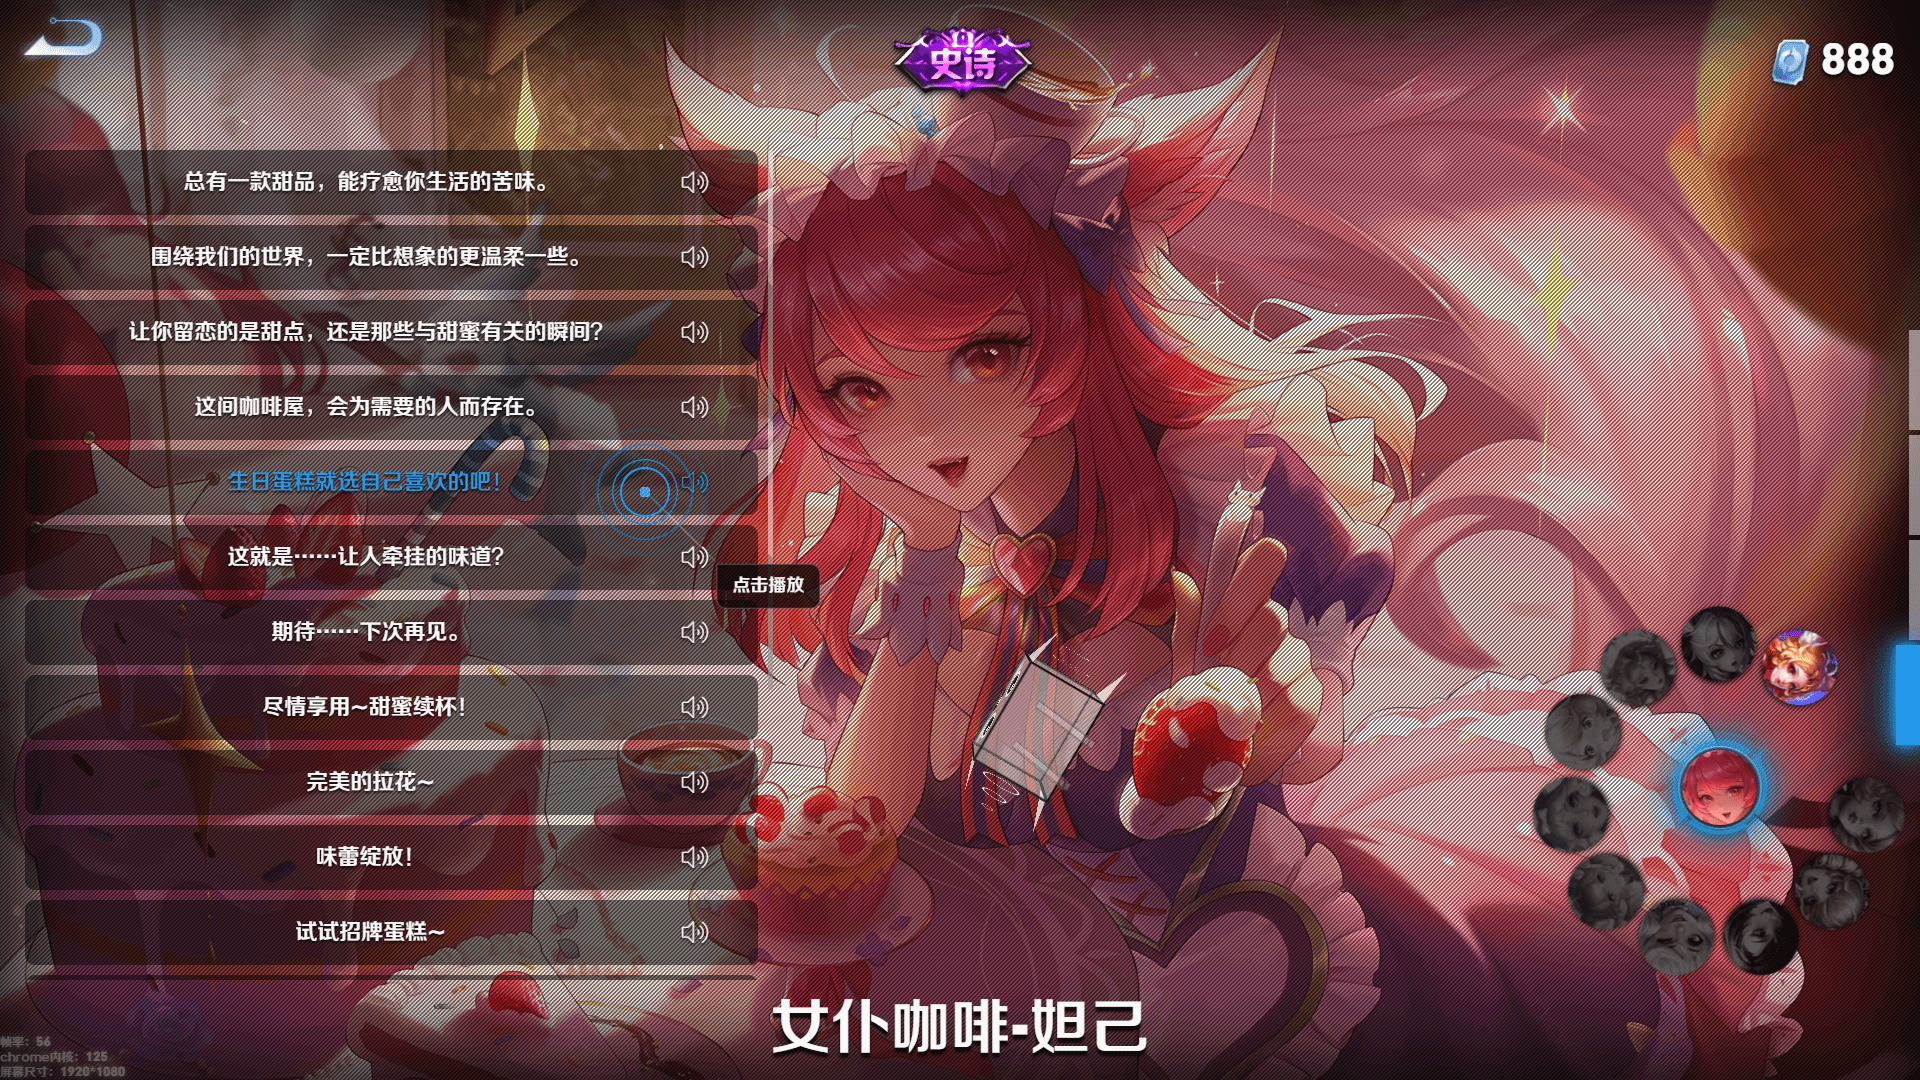 史诗
888
总有一款甜品，能疗愈你生活的苦味。
围绕我们的世界，一定比想象的更温柔一些。
让你留恋的是甜点，还是那些与甜蜜有关的瞬间？
这间咖啡屋，会为需要的人而存在。
生日蛋糕就选自己喜欢的吧！
这就是……让人牵挂的味道？
点击播放
期待……下次再见。
尽情享用~甜蜜续杯！
完美的拉花~
味蕾绽放！
试试招牌蛋糕~
女仆咖啡-妲己
帧率：56
chrome内核：125
屏幕尺寸：1920*1080